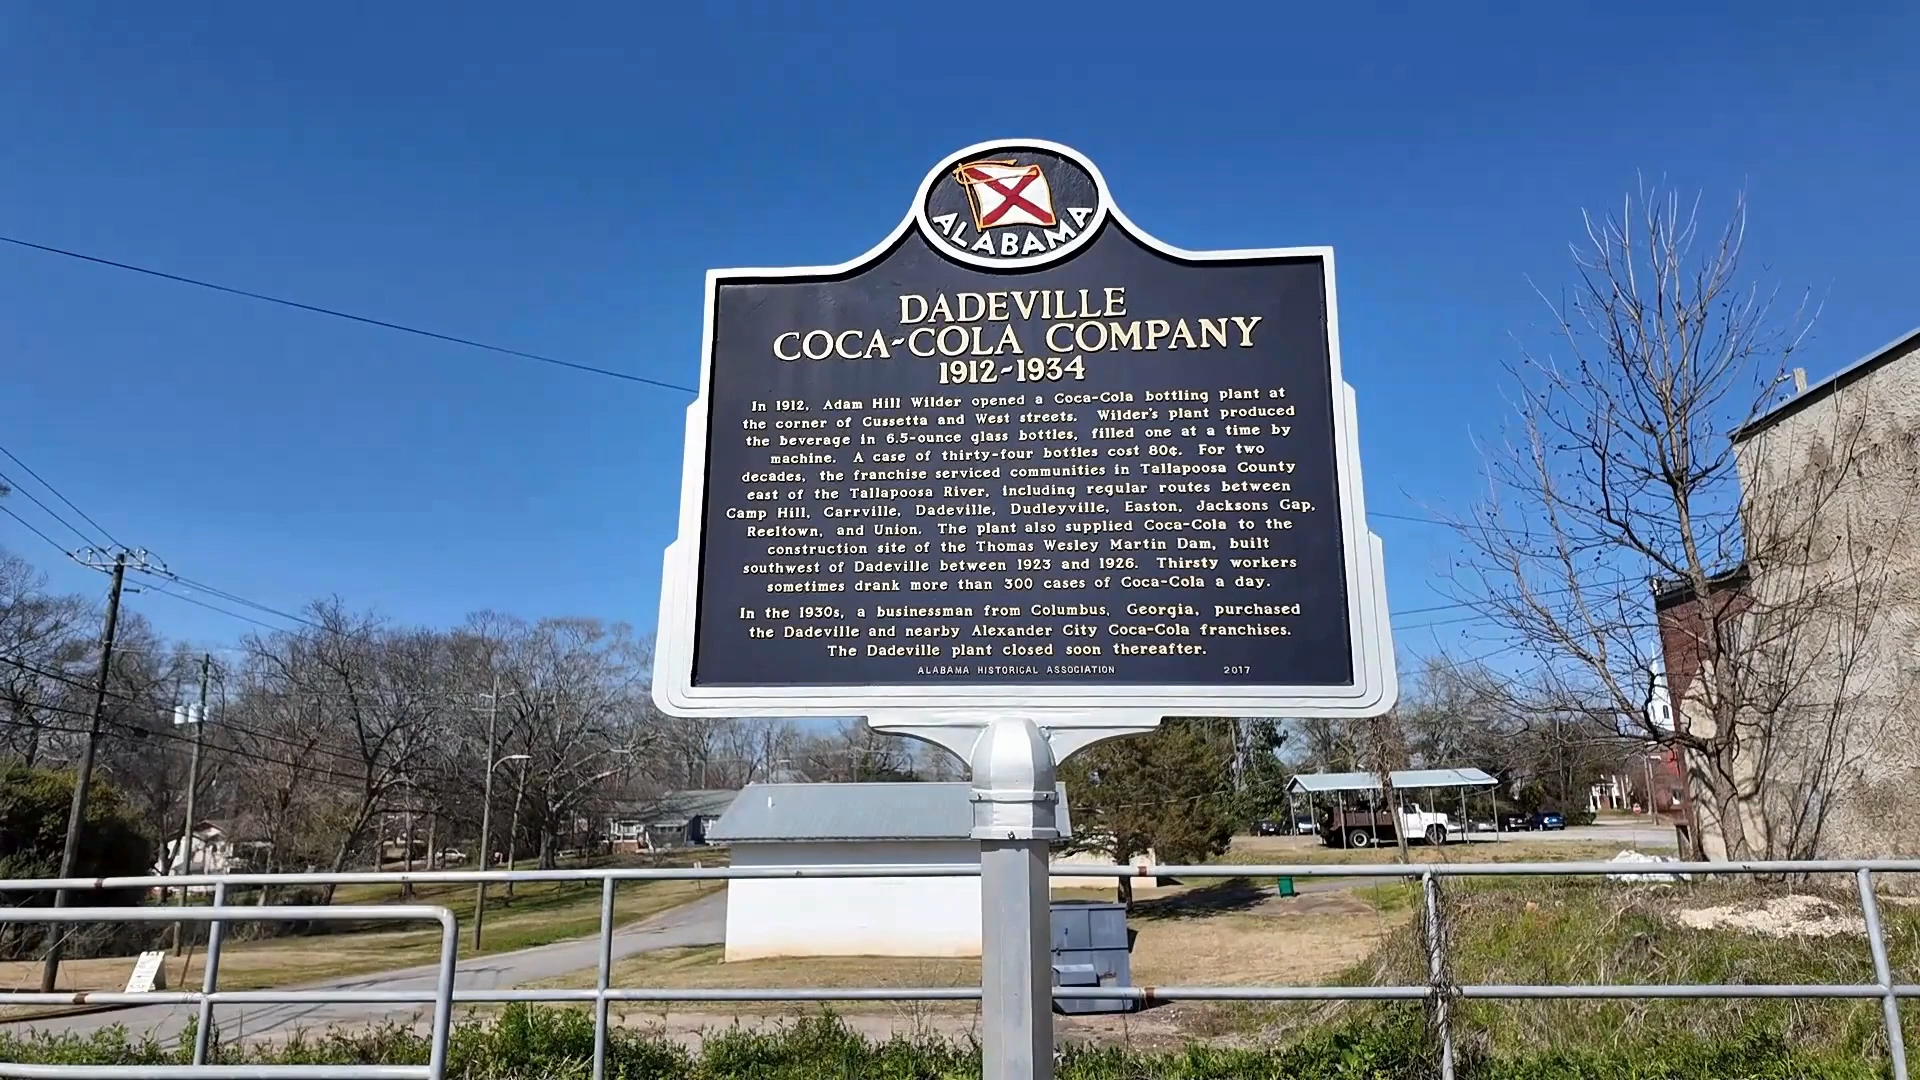 ALABAMA
DADEVILLE
COCA-COLA COMPANY
1912-1934
In 1912, Adam Hill Wilder opened a Coca-Cola bottling plant at
the corner of Cussetta and West streets. Wilder's plant produced
the beverage in 6.5-ounce glass bottles, filled one at a time by
machine. A case of thirty-four bottles cost 80¢. For two
decades, the franchise serviced communities in Tallapoosa County
east of the Tallapoosa River, including regular routes between
Camp Hill, Carrville, Dadeville, Dudleyville, Easton, Jacksons Gap,
Reeltown, and Union. The plant also supplied Coca-Cola to the
construction site of the Thomas Wesley Martin Dam, built
southwest of Dadeville between 1923 and 1926. Thirsty workers
sometimes drank more than 300 cases of Coca-Cola a day.
In the 1930s, a businessman from Columbus, Georgia, purchased
the Dadeville and nearby Alexander City Coca-Cola franchises.
The Dadeville plant closed soon thereafter.
ALABAMA HISTORICAL ASSOCIATION 2017